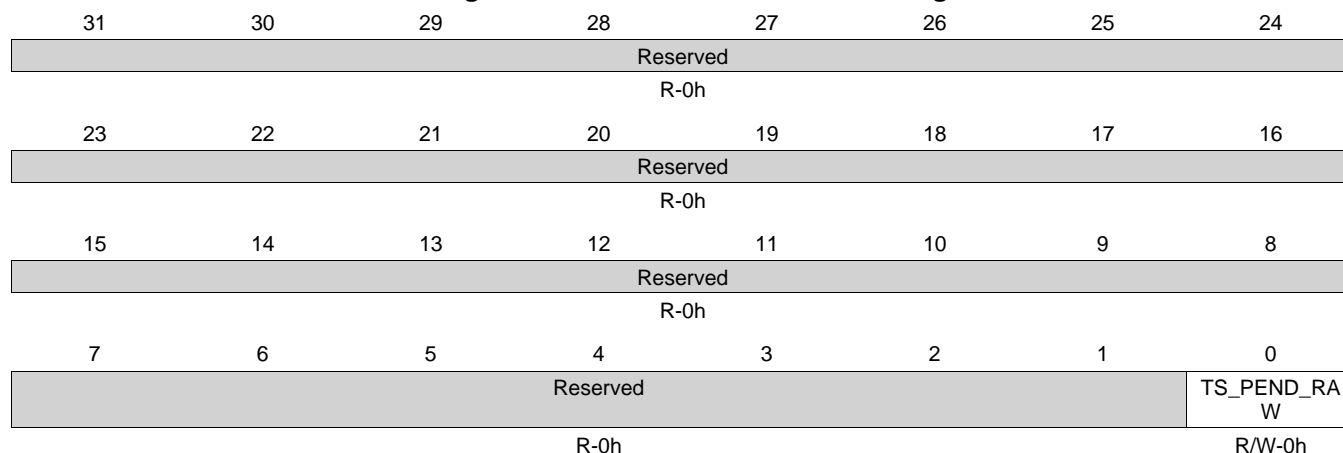 31 30 29 28 27 26 25 24
Reserved
R-0h
23 22 21 20 19 18 17 16
Reserved
R-0h
15 14 13 12 11 10 9 8
Reserved
R-0h
7 6 5 4 3 2 1 0
Reserved TS_PEND_RA
W
R-0h R/W-0h